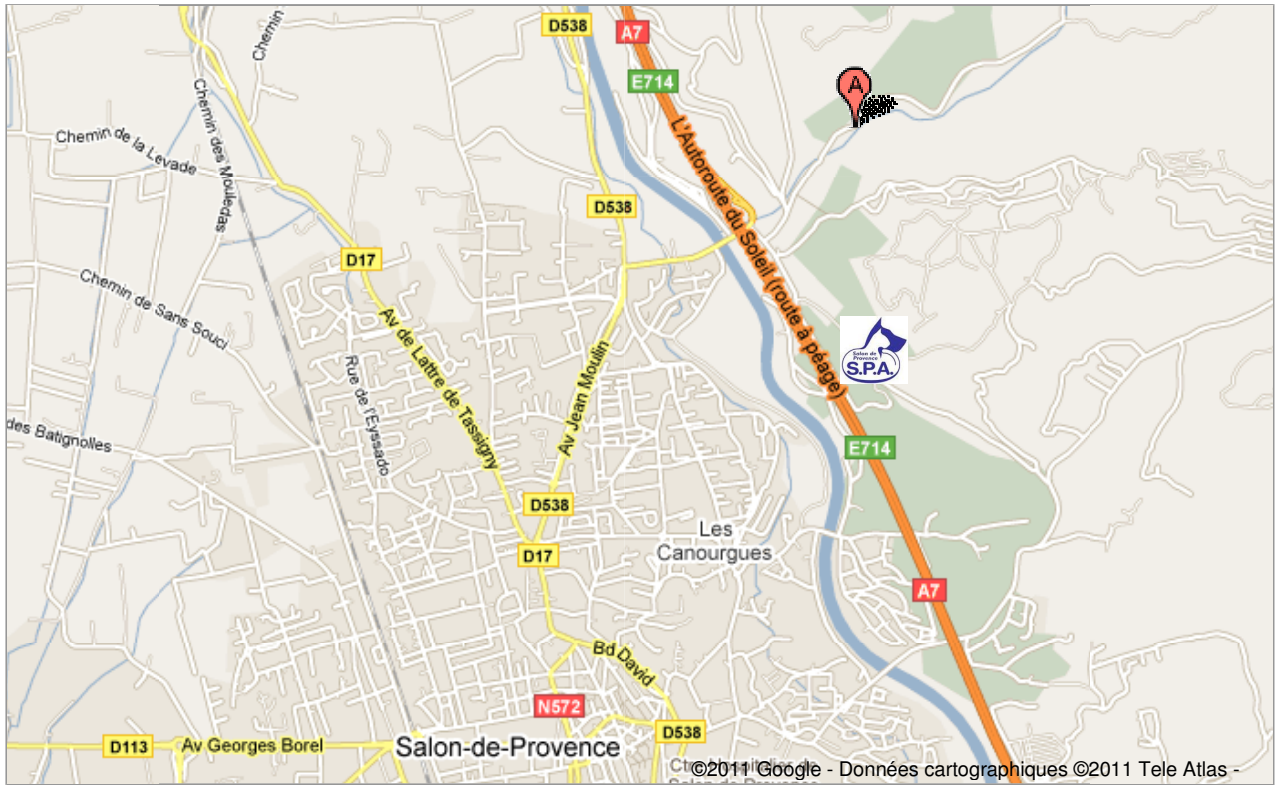 D538
A7
Chemin
E714
A
Chemin des Mouledas
Chemin de la Levade
L'Autoroute du Soleil (route à péage)
D538
D17
Chemin de Sans Souci
Av de Lattre de Tassigny
Av Jean Moulin
Rue de l'Eyssado
Salon de
Provence
S.P.A.
des Batignolles
E714
D538
Les
Canourgues
D17
A7
Bd David
N572
D538
D113
Av Georges Borel
Salon-de-Provence
©2011 Google - Données cartographiques ©2011 Tele Atlas -